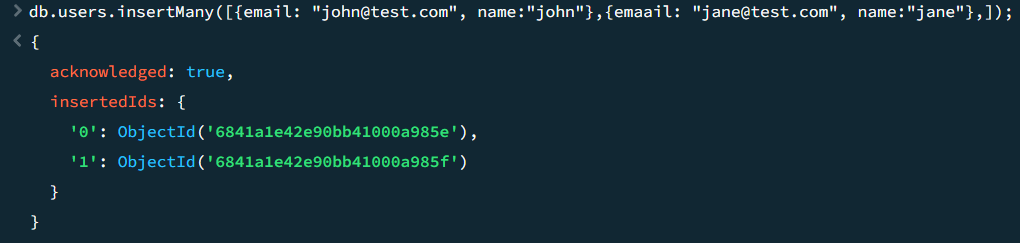 > db.users.insertMany([{email: "john@test.com", name:"john"},{emaail: "jane@test.com", name:"jane"},]);
< {
acknowledged: true,
insertedIds: {
'0': ObjectId('6841a1e42e90bb41000a985e'),
'1': ObjectId('6841a1e42e90bb41000a985f')
}
}